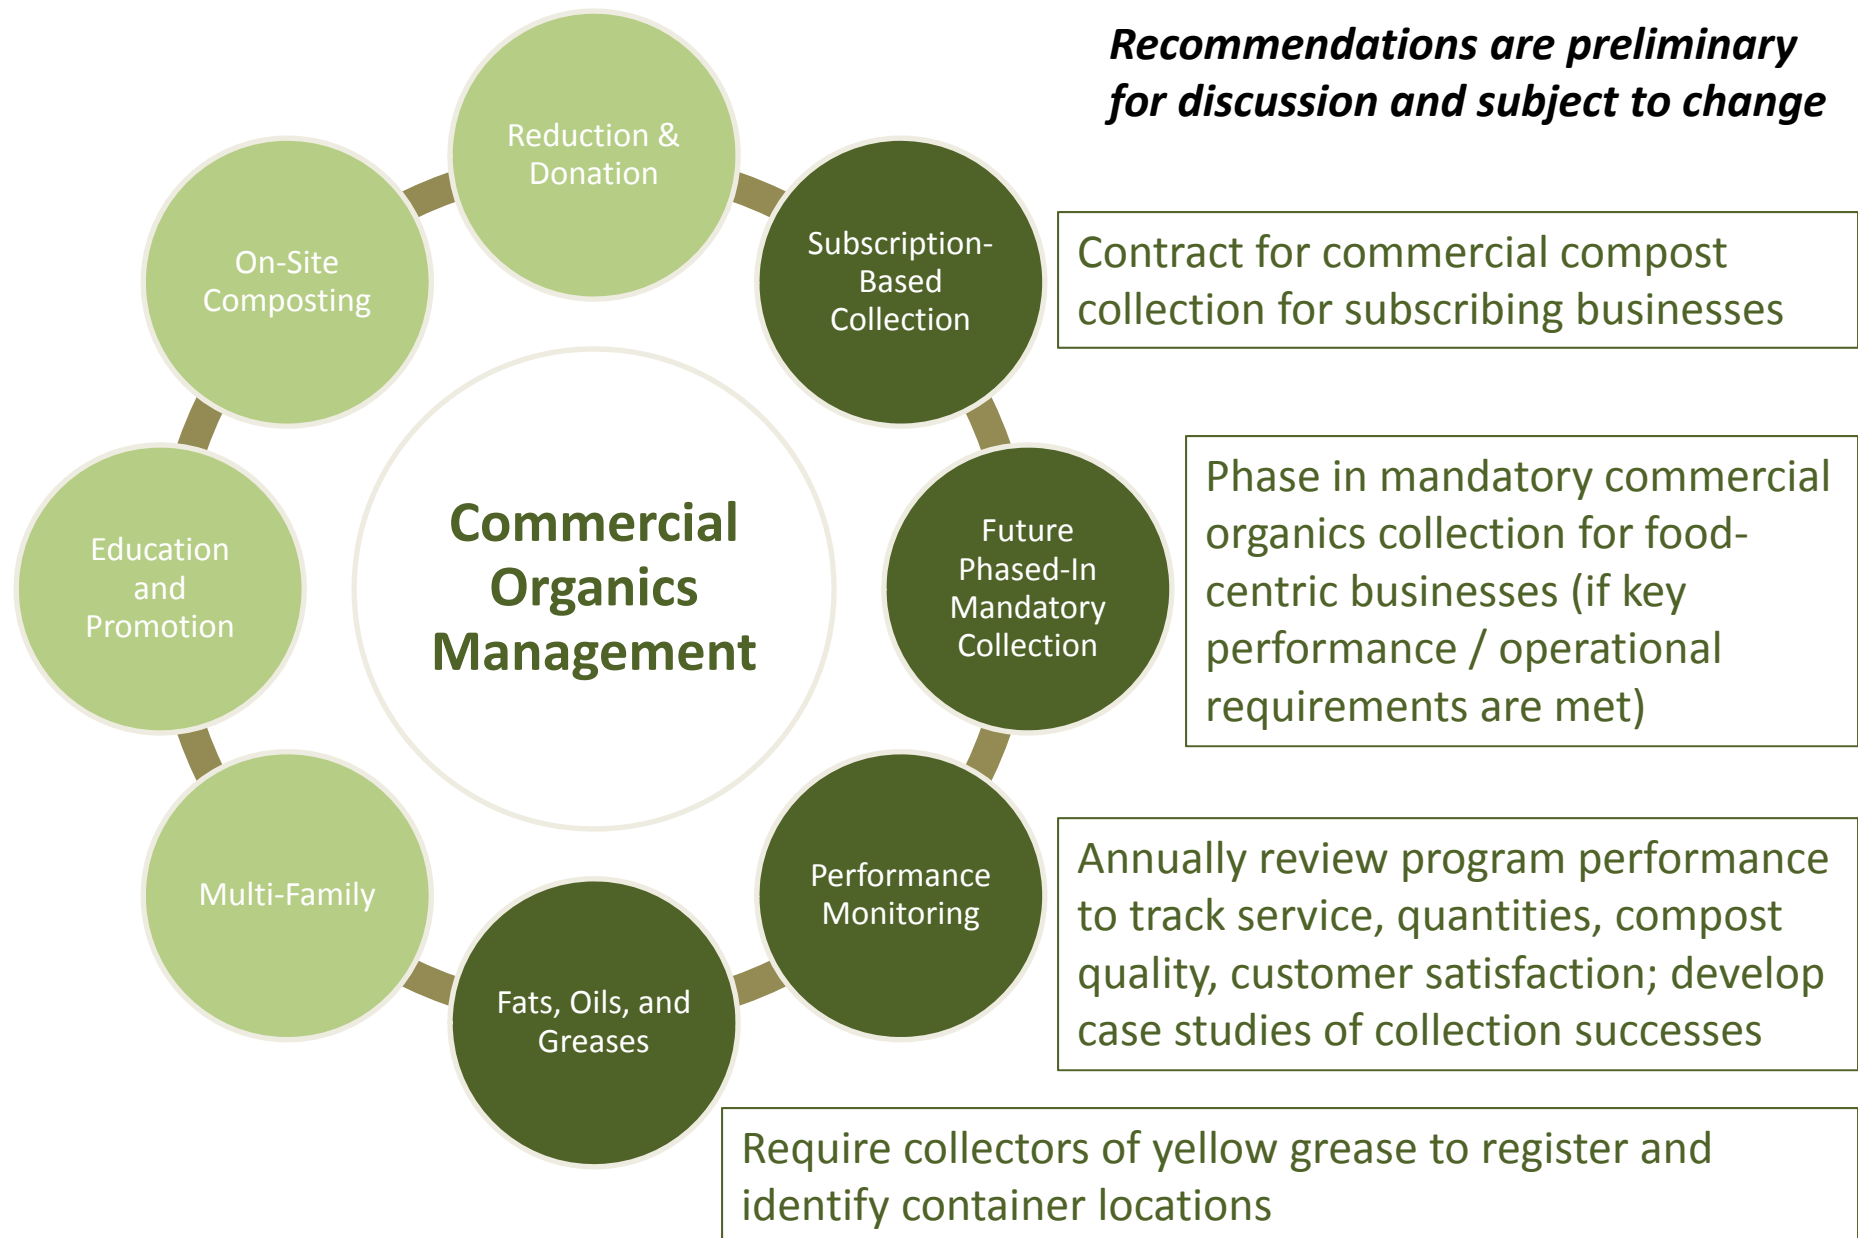 Recommendations are preliminary
for discussion and subject to change
Reduction &
Donation
Subscription-
Based
Collection
Contract for commercial compost
collection for subscribing businesses
On-Site
Composting
Future
Phased-In
Mandatory
Collection
Phase in mandatory commercial
organics collection for food-
centric businesses (if key
performance / operational
requirements are met)
Commercial
Organics
Management
Education
and
Promotion
Performance
Monitoring
Annually review program performance
to track service, quantities, compost
quality, customer satisfaction; develop
case studies of collection successes
Multi-Family
Fats, Oils, and
Greases
Require collectors of yellow grease to register and
identify container locations